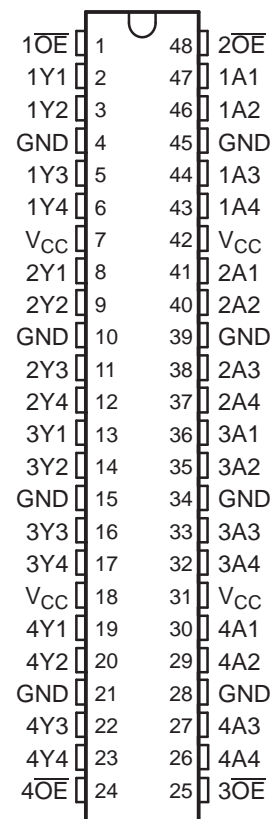 1O̅E̅ 1 48 2O̅E̅
1Y1 2 47 1A1
1Y2 3 46 1A2
GND 4 45 GND
1Y3 5 44 1A3
1Y4 6 43 1A4
VCC 7 42 VCC
2Y1 8 41 2A1
2Y2 9 40 2A2
GND 10 39 GND
2Y3 11 38 2A3
2Y4 12 37 2A4
3Y1 13 36 3A1
3Y2 14 35 3A2
GND 15 34 GND
3Y3 16 33 3A3
3Y4 17 32 3A4
VCC 18 31 VCC
4Y1 19 30 4A1
4Y2 20 29 4A2
GND 21 28 GND
4Y3 22 27 4A3
4Y4 23 26 4A4
4O̅E̅ 24 25 3O̅E̅